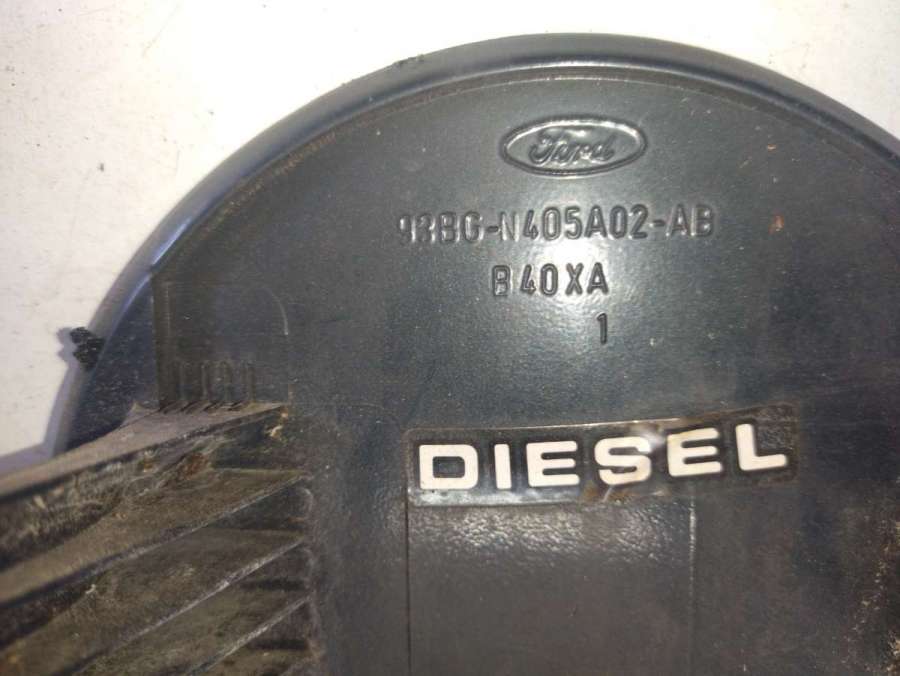 Ford
93BG-N405A02-AB
B40XA
1
DIESEL